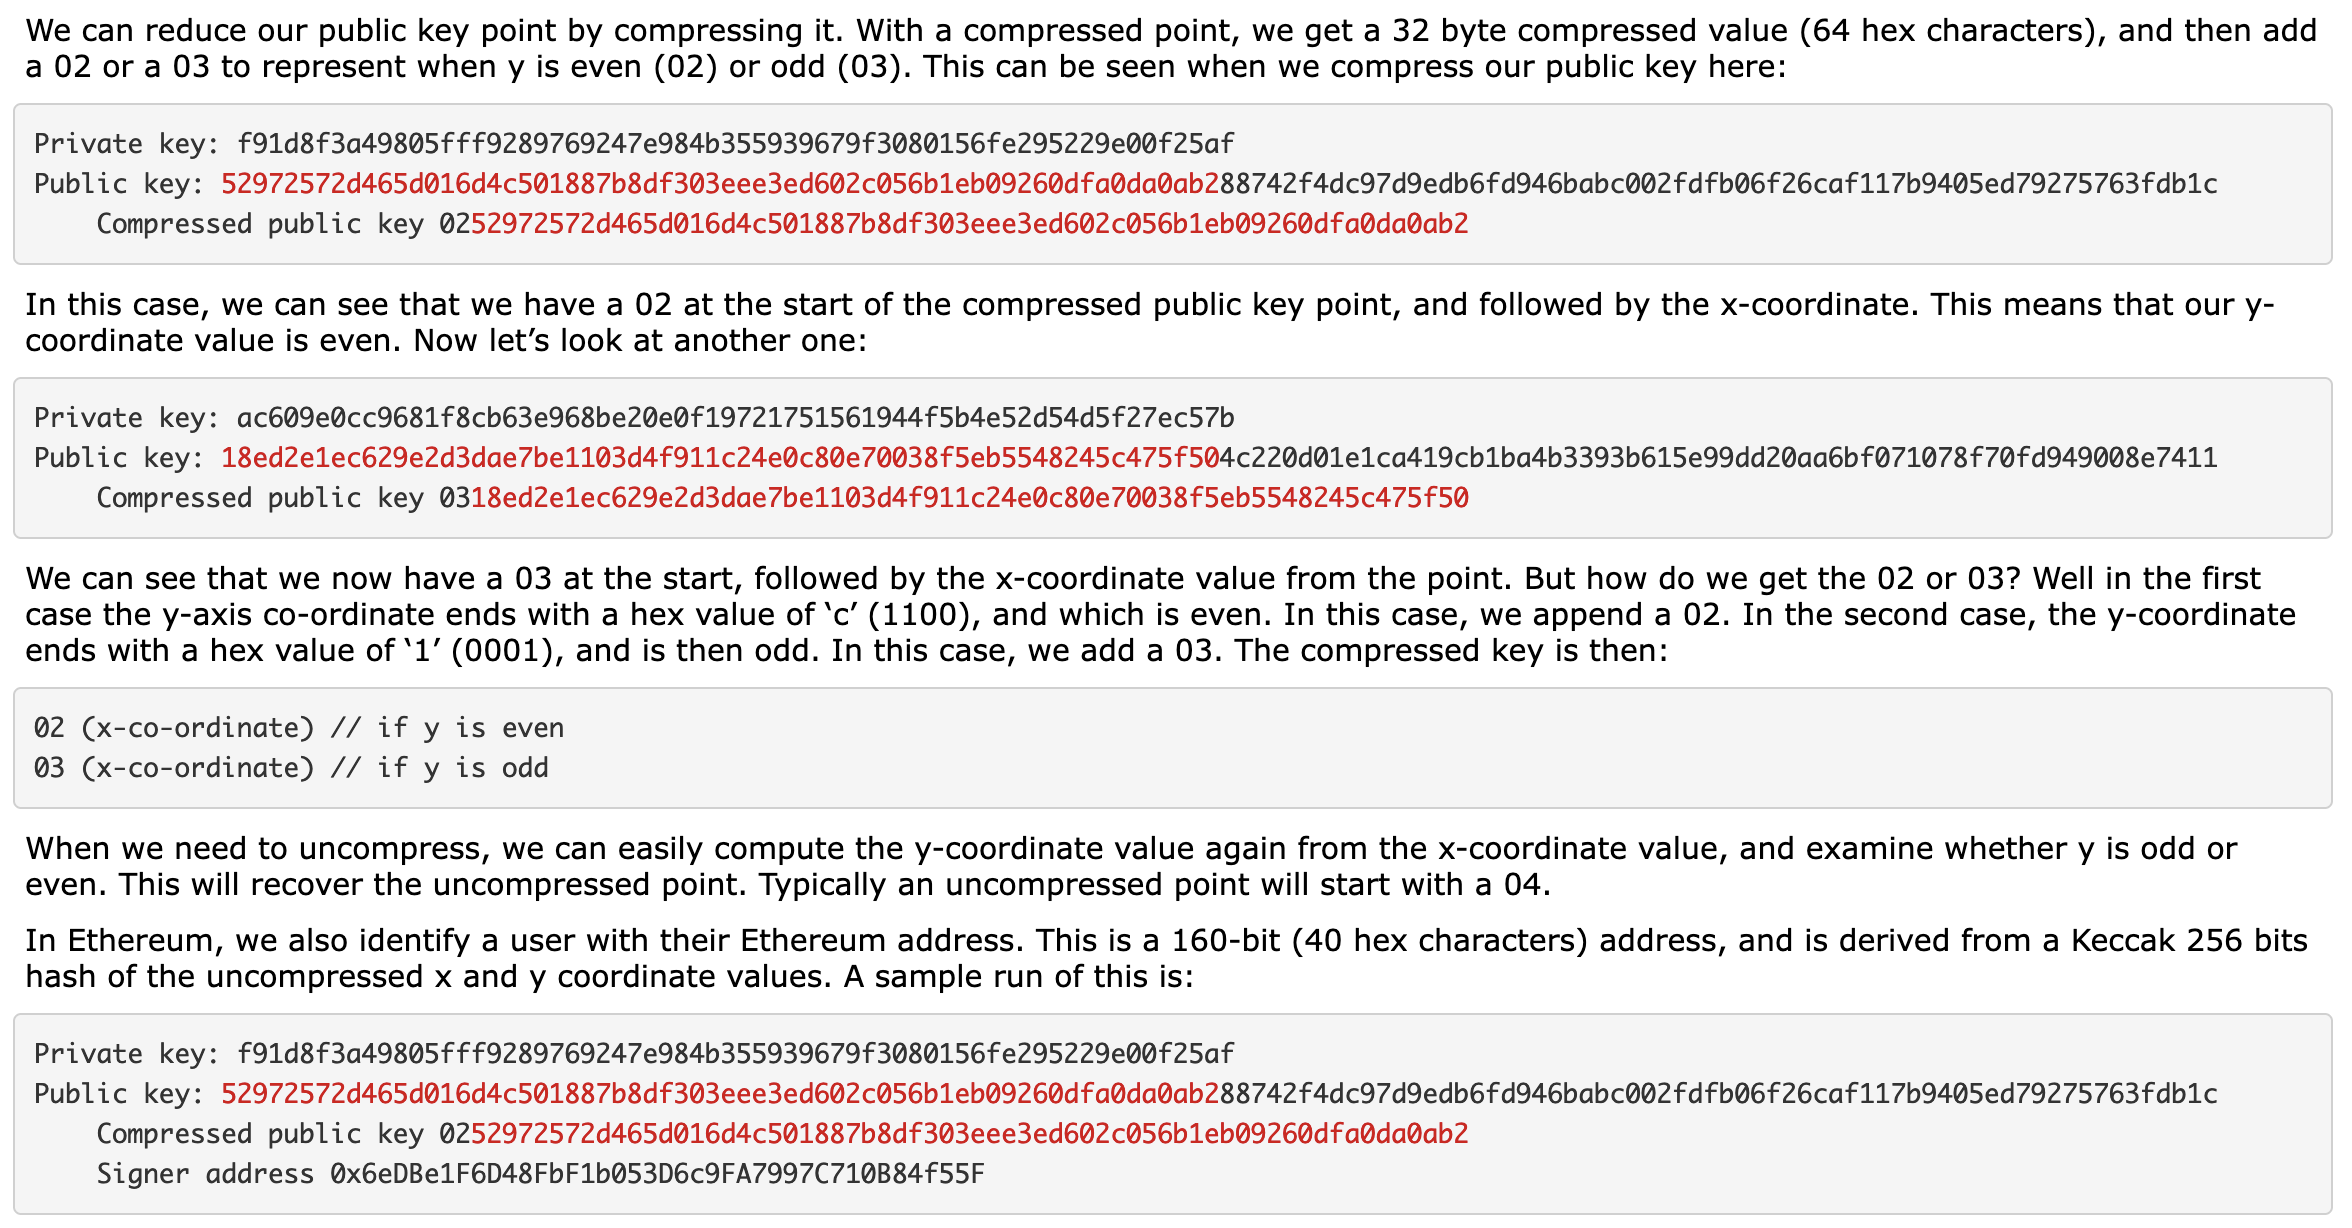 We can reduce our public key point by compressing it. With a compressed point, we get a 32 byte compressed value (64 hex characters), and then add
a 02 or a 03 to represent when y is even (02) or odd (03). This can be seen when we compress our public key here:
Private key: f91d8f3a49805fff9289769247e984b355939679f3080156fe295229e00f25af
Public key: 52972572d465d016d4c501887b8df303eee3ed602c056b1eb09260dfa0da0ab288742f4dc97d9edb6fd946babc002fdfb06f26caf117b9405ed79275763fdb1c
Compressed public key 0252972572d465d016d4c501887b8df303eee3ed602c056b1eb09260dfa0da0ab2
In this case, we can see that we have a 02 at the start of the compressed public key point, and followed by the x-coordinate. This means that our y-
coordinate value is even. Now let’s look at another one:
Private key: ac609e0cc9681f8cb63e968be20e0f19721751561944f5b4e52d54d5f27ec57b
Public key: 18ed2e1ec629e2d3dae7be1103d4f911c24e0c80e70038f5eb5548245c475f504c220d01e1ca419cb1ba4b3393b615e99dd20aa6bf071078f70fd949008e7411
Compressed public key 0318ed2e1ec629e2d3dae7be1103d4f911c24e0c80e70038f5eb5548245c475f50
We can see that we now have a 03 at the start, followed by the x-coordinate value from the point. But how do we get the 02 or 03? Well in the first
case the y-axis co-ordinate ends with a hex value of ‘c’ (1100), and which is even. In this case, we append a 02. In the second case, the y-coordinate
ends with a hex value of ‘1’ (0001), and is then odd. In this case, we add a 03. The compressed key is then:
02 (x-co-ordinate) // if y is even
03 (x-co-ordinate) // if y is odd
When we need to uncompress, we can easily compute the y-coordinate value again from the x-coordinate value, and examine whether y is odd or
even. This will recover the uncompressed point. Typically an uncompressed point will start with a 04.
In Ethereum, we also identify a user with their Ethereum address. This is a 160-bit (40 hex characters) address, and is derived from a Keccak 256 bits
hash of the uncompressed x and y coordinate values. A sample run of this is:
Private key: f91d8f3a49805fff9289769247e984b355939679f3080156fe295229e00f25af
Public key: 52972572d465d016d4c501887b8df303eee3ed602c056b1eb09260dfa0da0ab288742f4dc97d9edb6fd946babc002fdfb06f26caf117b9405ed79275763fdb1c
Compressed public key 0252972572d465d016d4c501887b8df303eee3ed602c056b1eb09260dfa0da0ab2
Signer address 0x6eDBe1F6D48FbF1b053D6c9FA7997C710B84f55F